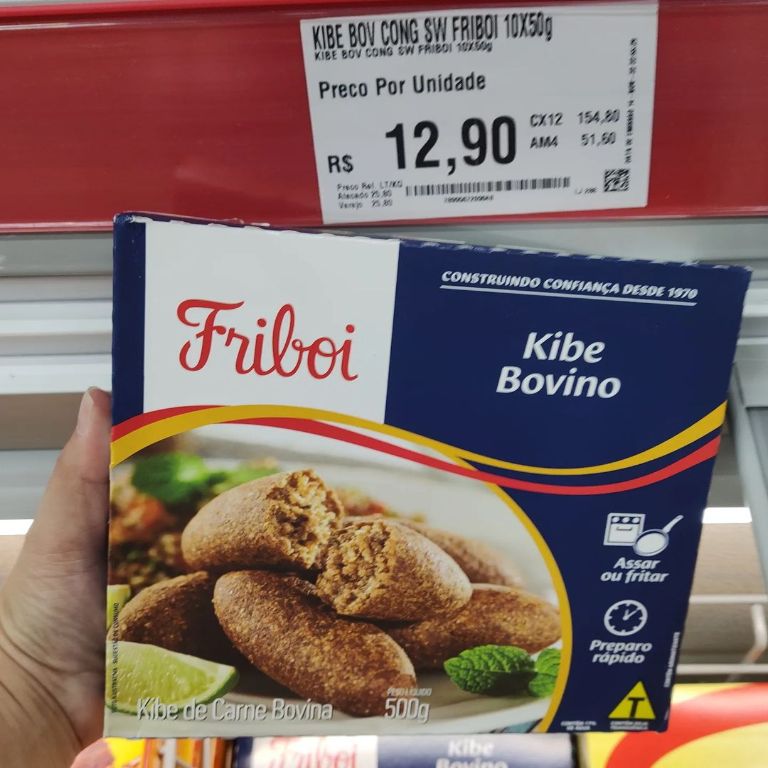 KIBE BOV CONG SW FRIBOI 10X50g
KIBE BOV CONG SW FRIBOI 10X50g
Preco Por Unidade
R$ 12,90
CX12 154,80
AM4 51,60
Preco Ref. LT/KG
Atacado 25,80
Varejo 25,80
CONSTRUINDO CONFIANÇA DESDE 1970
Friboi
Kibe
Bovino
Assar
ou fritar
Preparo
rápido
Kibe de Carne Bovina
PESO LÍQUIDO
500g
T
Friboi
Kibe
Bovino